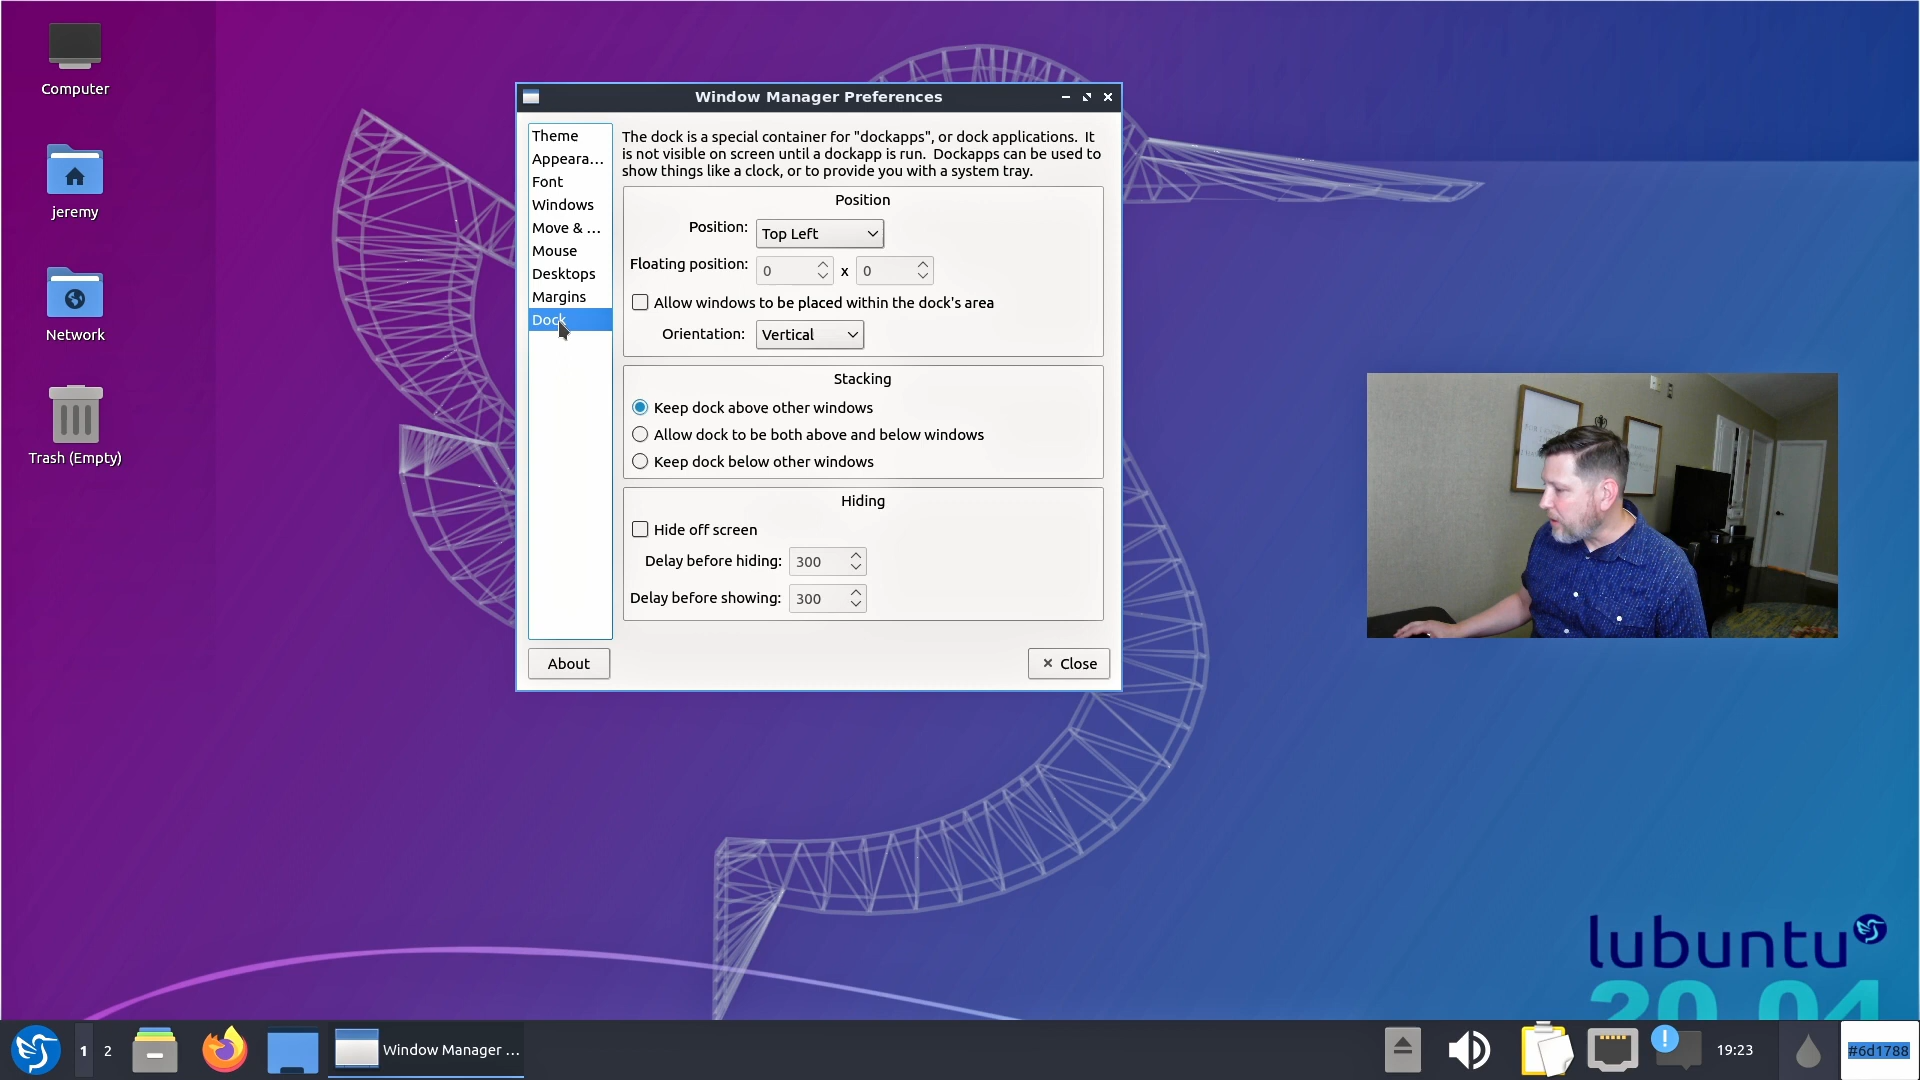 Computer
jeremy
Network
Trash (Empty)
Window Manager Preferences
Theme
Appeara...
Font
Windows
Move & ...
Mouse
Desktops
Margins
Dock
The dock is a special container for "dockapps", or dock applications. It
is not visible on screen until a dockapp is run. Dockapps can be used to
show things like a clock, or to provide you with a system tray.
Position
Position: Top Left
Floating position: 0 x 0
Allow windows to be placed within the dock's area
Orientation: Vertical
Stacking
Keep dock above other windows
Allow dock to be both above and below windows
Keep dock below other windows
Hiding
Hide off screen
Delay before hiding: 300
Delay before showing: 300
About
Close
lubuntu
20.04
1 2
Window Manager ...
19:23
#6d1788